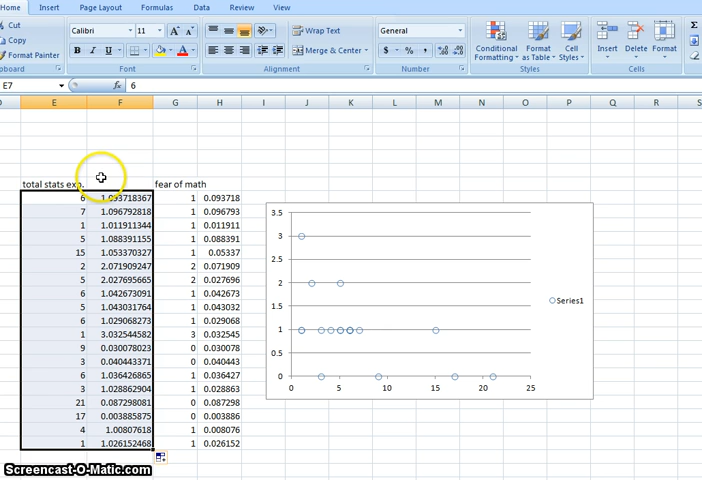 Home Insert Page Layout Formulas Data Review View
Cut
Copy
Format Painter
Calibri 11 A A
B I U
Wrap Text
Merge & Center
General
$ % ,
Conditional Formatting
Format as Table
Cell Styles
Insert
Delete
Format
Font
Alignment
Number
Styles
Cells
E7 fx 6
E F G H I J K L M N O P Q R S
total stats exp. fear of math
6 1.093718367 1 0.093718
7 1.096792818 1 0.096793
1 1.011911344 1 0.011911
5 1.088391155 1 0.088391
15 1.053370327 1 0.05337
2 2.071909247 2 0.071909
5 2.027695665 2 0.027696
6 1.042673091 1 0.042673
5 1.043031764 1 0.043032
6 1.029068273 1 0.029068
1 3.032544582 3 0.032545
9 0.030078023 0 0.030078
3 0.040443371 0 0.040443
6 1.036426865 1 0.036427
3 1.028862904 1 0.028863
21 0.087298081 0 0.087298
17 0.003885875 0 0.003886
4 1.00807618 1 0.008076
1 1.026152468 1 0.026152
3.5
3
2.5
2
1.5
1
0.5
0
0 5 10 15 20 25
Series1
Screencast-O-Matic.com